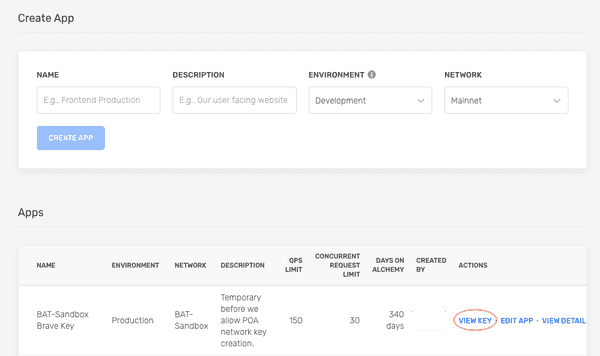 Create App
NAME DESCRIPTION ENVIRONMENT NETWORK
E.g., Frontend Production E.g., Our user facing website Development Mainnet
CREATE APP
Apps
NAME ENVIRONMENT NETWORK DESCRIPTION QPS LIMIT CONCURRENT REQUEST LIMIT DAYS ON ALCHEMY CREATED BY ACTIONS
BAT-Sandbox Brave Key Production BAT-Sandbox Temporary before we allow POA network key creation. 150 30 340 days VIEW KEY · EDIT APP · VIEW DETAIL